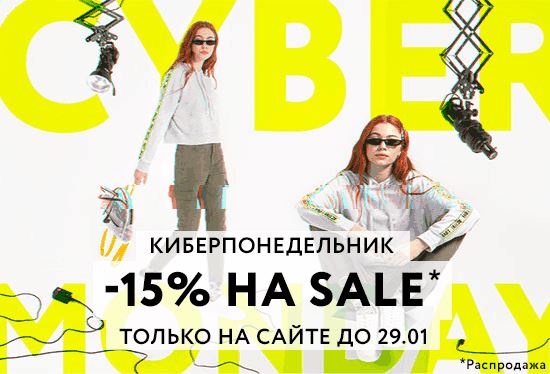 CYBER
КИБЕРПОНЕДЕЛЬНИК
-15% НА SALE*
ТОЛЬКО НА САЙТЕ ДО 29.01
MONDAY
*Распродажа